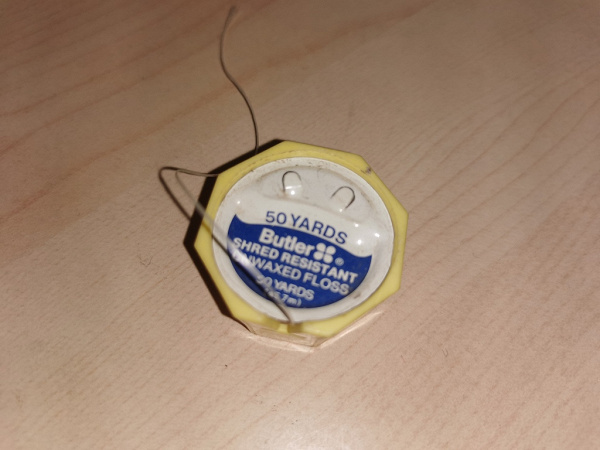 50 YARDS
Butler ®
SHRED RESISTANT
UNWAXED FLOSS
50 YARDS